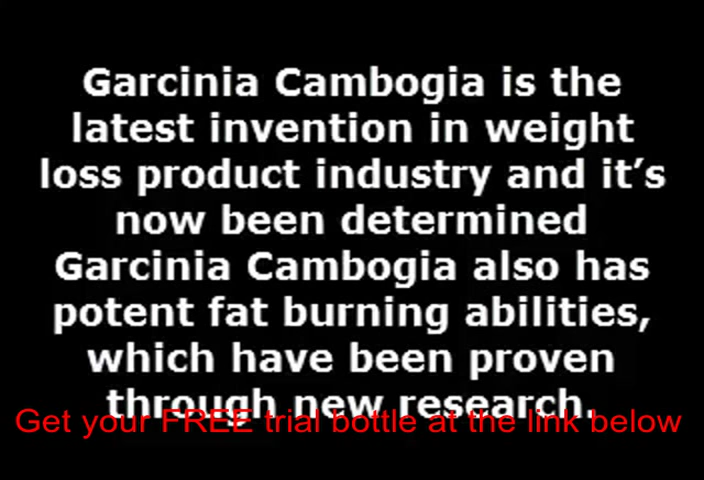 Garcinia Cambogia is the
latest invention in weight
loss product industry and it’s
now been determined
Garcinia Cambogia also has
potent fat burning abilities,
which have been proven
through new research.
Get your FREE trial bottle at the link below